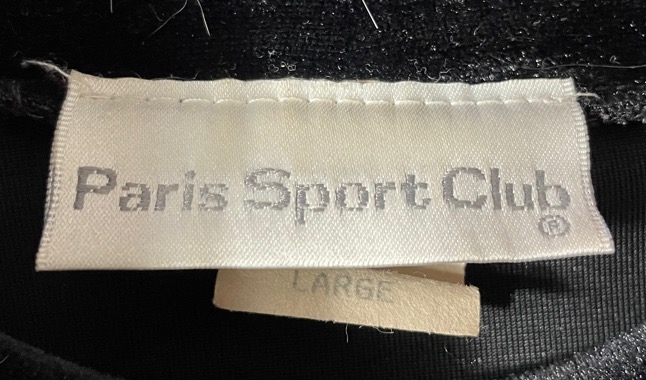 Paris Sport Club
®
LARGE